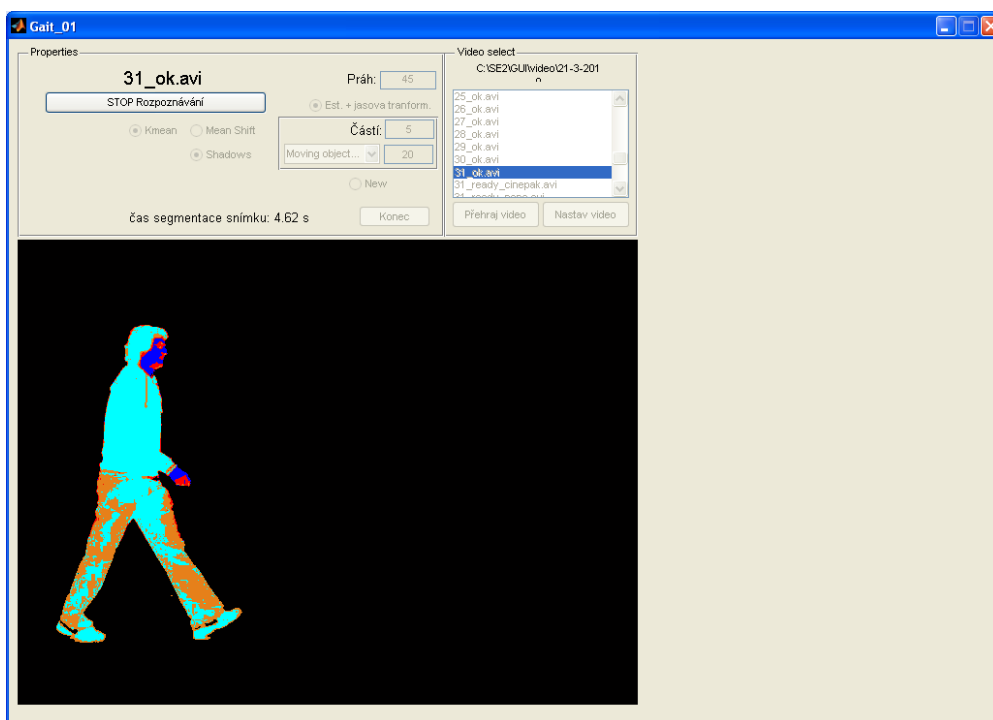 Gait_01
Properties
31_ok.avi
STOP Rozpoznávání
Kmean
Mean Shift
Shadows
Práh:
45
Est. + jasova tranform.
Částí:
5
Moving object...
20
New
čas segmentace snímku: 4.62 s
Konec
Video select
C:\SE2\GUI\video\21-3-201
25_ok.avi
26_ok.avi
27_ok.avi
28_ok.avi
29_ok.avi
30_ok.avi
31_ok.avi
31_ready_cinepak.avi
Přehraj video
Nastav video